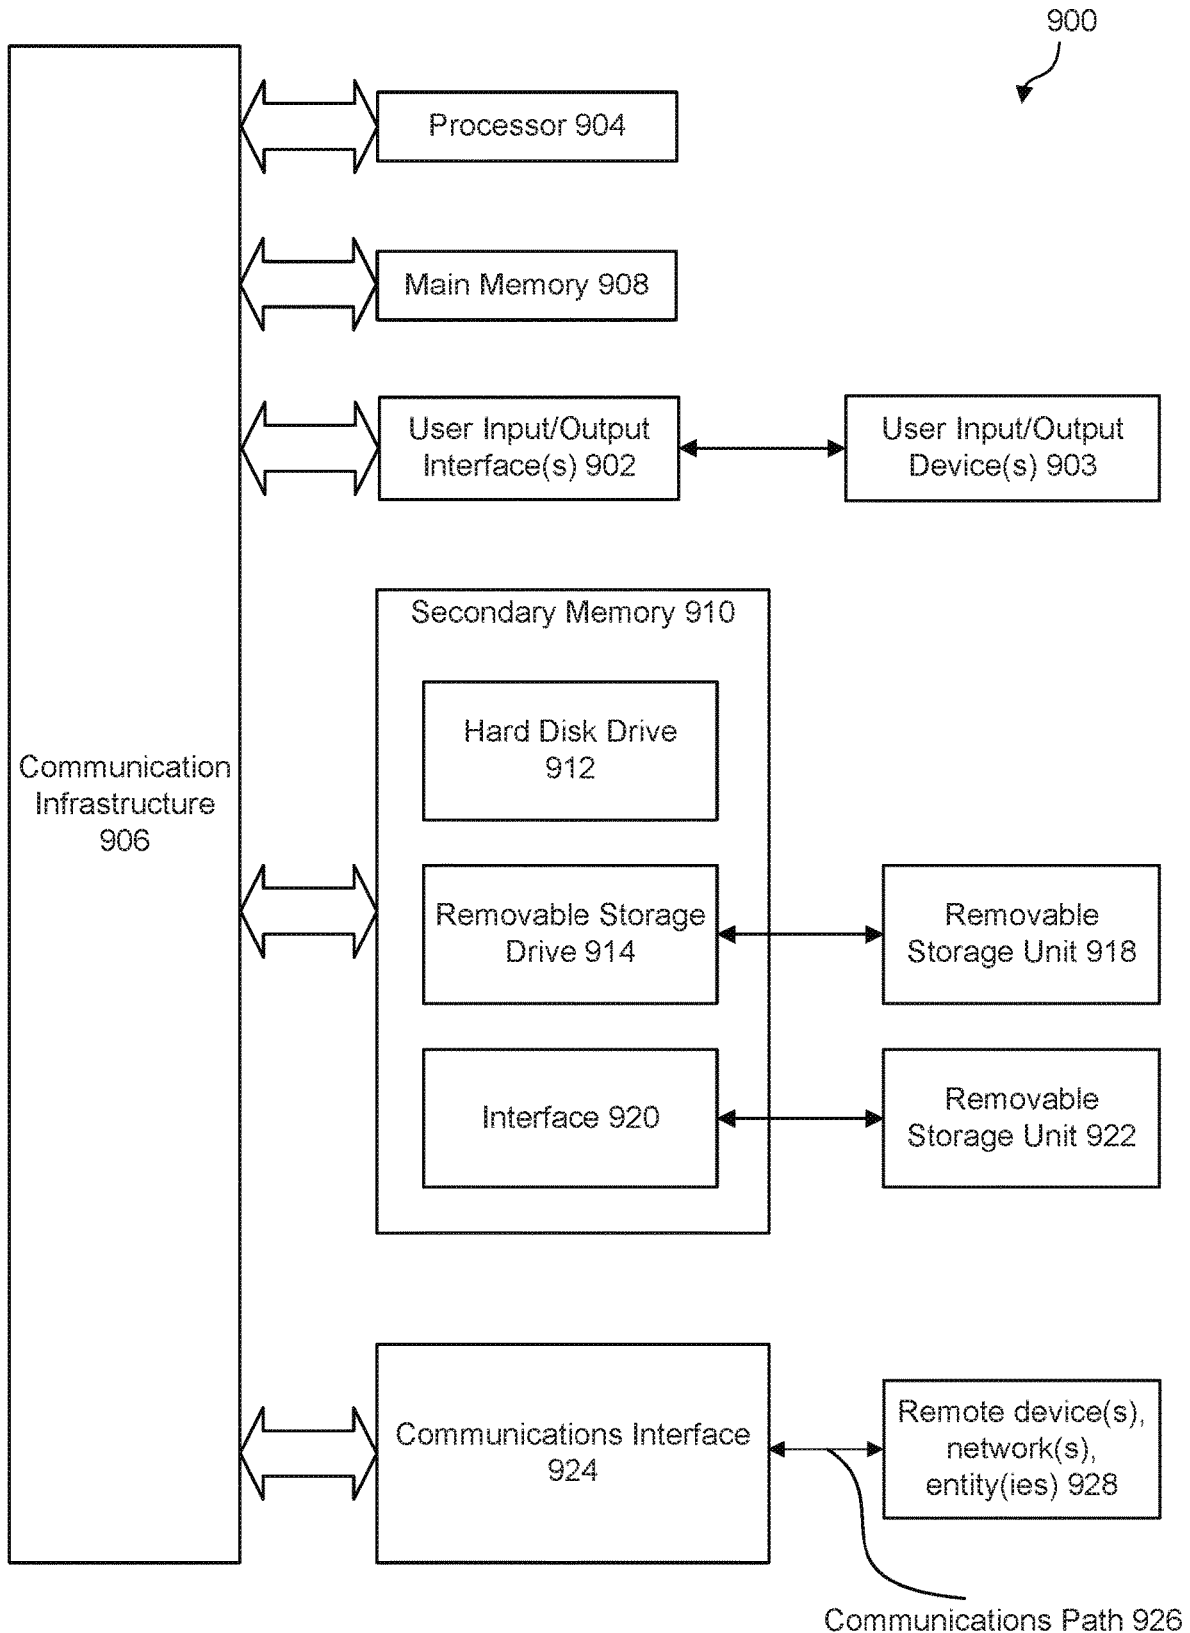 900
Processor 904
Main Memory 908
User Input/Output
Interface(s) 902
User Input/Output
Device(s) 903
Secondary Memory 910
Hard Disk Drive
912
Communication
Infrastructure
906
Removable Storage
Drive 914
Removable
Storage Unit 918
Interface 920
Removable
Storage Unit 922
Communications Interface
924
Remote device(s),
network(s),
entity(ies) 928
Communications Path 926